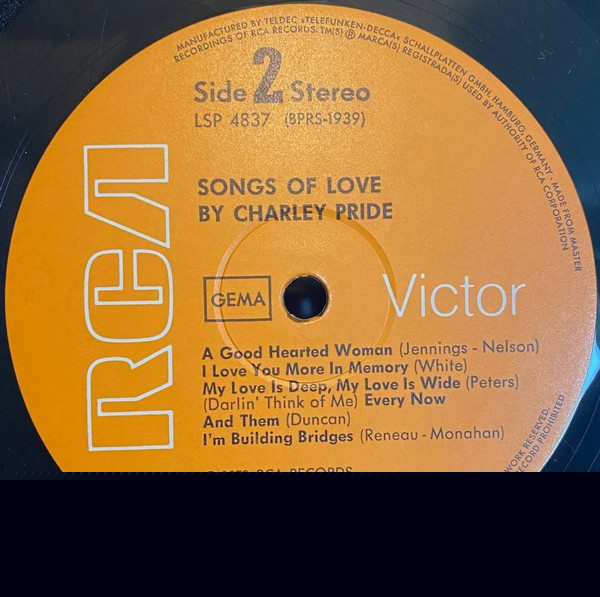 MANUFACTURED BY TELDEC »TELEFUNKEN-DECCA« SCHALLPLATTEN GMBH, HAMBURG, GERMANY · MADE FROM MASTER
RECORDINGS OF RCA RECORDS. TM(S) ® MARCA(S) REGISTRADA(S) USED BY AUTHORITY OF RCA CORPORATION
Side 2 Stereo
LSP 4837 (BPRS-1939)
RCA
SONGS OF LOVE
BY CHARLEY PRIDE
GEMA
Victor
A Good Hearted Woman (Jennings - Nelson)
I Love You More In Memory (White)
My Love Is Deep, My Love Is Wide (Peters)
(Darlin' Think of Me) Every Now
And Them (Duncan)
I'm Building Bridges (Reneau - Monahan)
RCA RECORDS
WORK RESERVED.
RECORD PROHIBITED